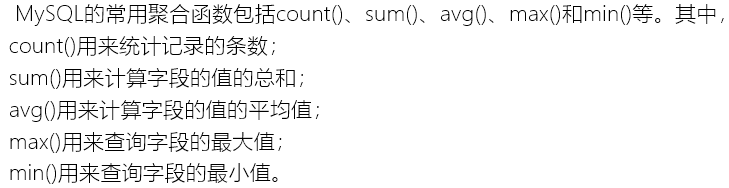 MySQL的常用聚合函数包括count()、sum()、avg()、max()和min()等。其中，
count()用来统计记录的条数；
sum()用来计算字段的值的总和；
avg()用来计算字段的值的平均值；
max()用来查询字段的最大值；
min()用来查询字段的最小值。